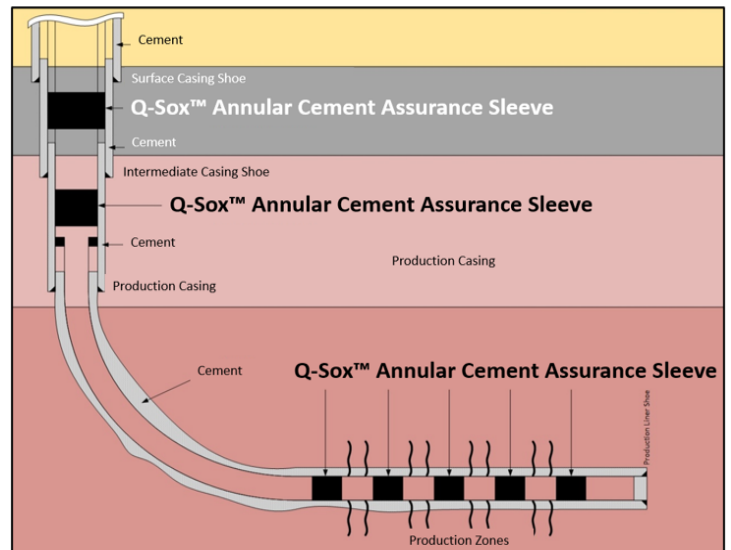 Cement
Surface Casing Shoe
Q-Sox™ Annular Cement Assurance Sleeve
Cement
Intermediate Casing Shoe
Q-Sox™ Annular Cement Assurance Sleeve
Cement
Production Casing
Production Casing
Cement
Q-Sox™ Annular Cement Assurance Sleeve
Production Liner Shoe
Production Zones